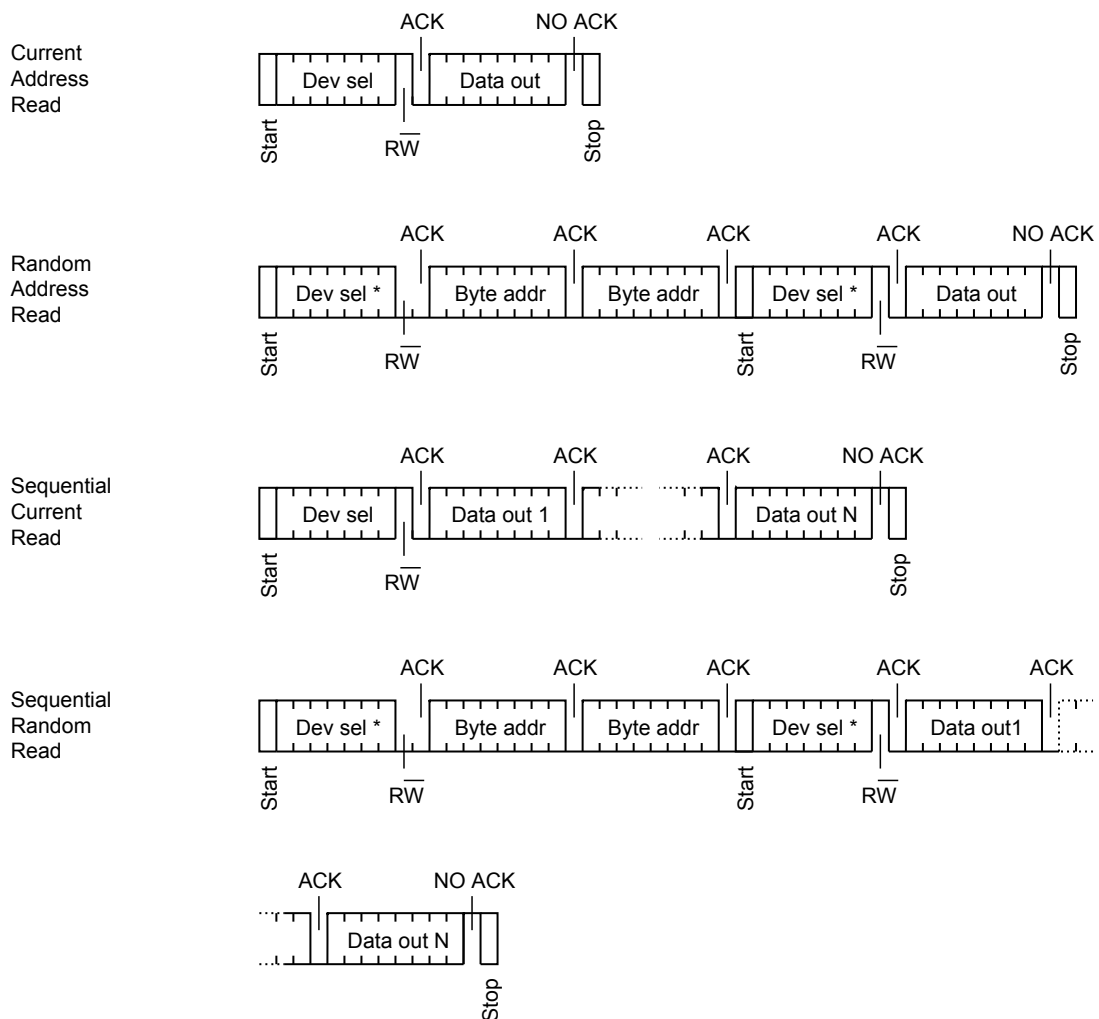 ACK NO ACK
Current
Address
Read
Dev sel Data out
Start RW̅ Stop
ACK ACK ACK ACK NO ACK
Random
Address
Read
Dev sel * Byte addr Byte addr Dev sel * Data out
Start RW̅ Start RW̅ Stop
ACK ACK ACK NO ACK
Sequential
Current
Read
Dev sel Data out 1 Data out N
Start RW̅ Stop
ACK ACK ACK ACK ACK
Sequential
Random
Read
Dev sel * Byte addr Byte addr Dev sel * Data out1
Start RW̅ Start RW̅
ACK NO ACK
Data out N
Stop